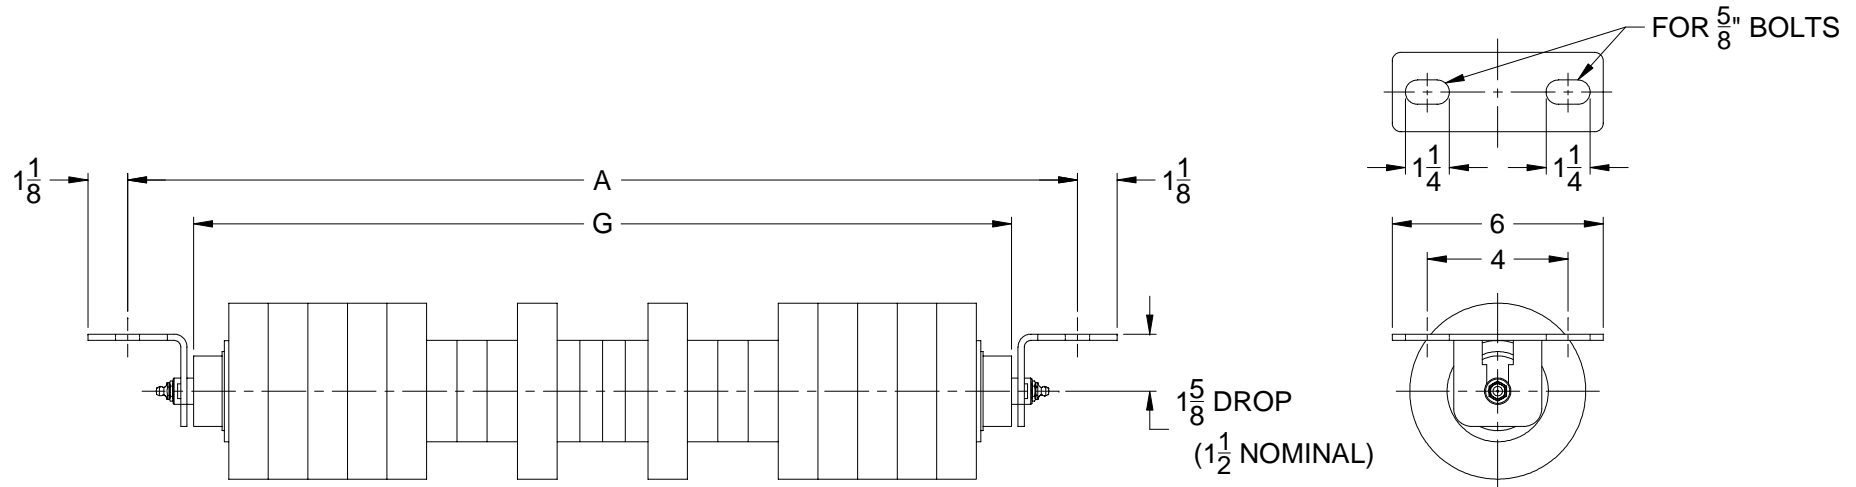 FOR 5/8" BOLTS
1 1/4 1 1/4
1 1/8 A 1 1/8
G 6
4
1 5/8 DROP
(1 1/2 NOMINAL)